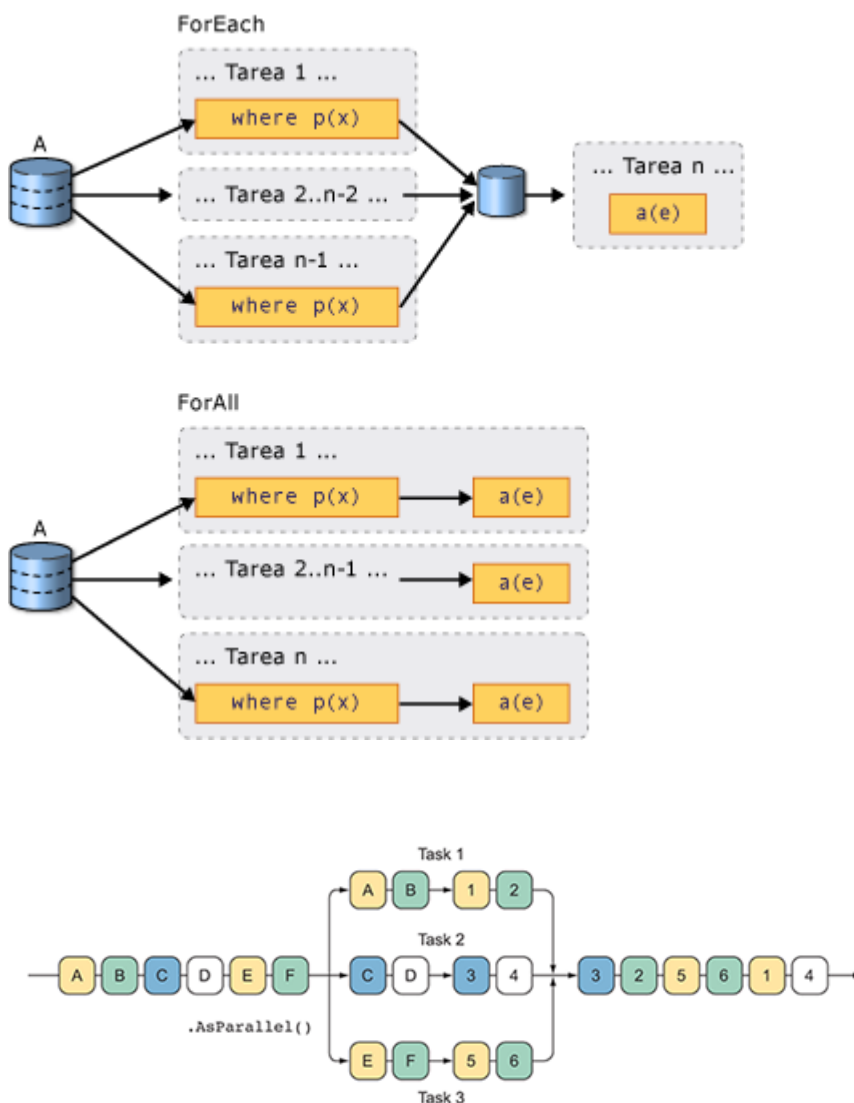 ForEach
... Tarea 1 ...
where p(x)
A
... Tarea 2..n-2 ...
... Tarea n ...
a(e)
... Tarea n-1 ...
where p(x)
ForAll
... Tarea 1 ...
where p(x) a(e)
A
... Tarea 2..n-1 ...
a(e)
... Tarea n ...
where p(x) a(e)
Task 1
A B 1 2
Task 2
A B C D E F C D 3 4 3 2 5 6 1 4
.AsParallel()
E F 5 6
Task 3